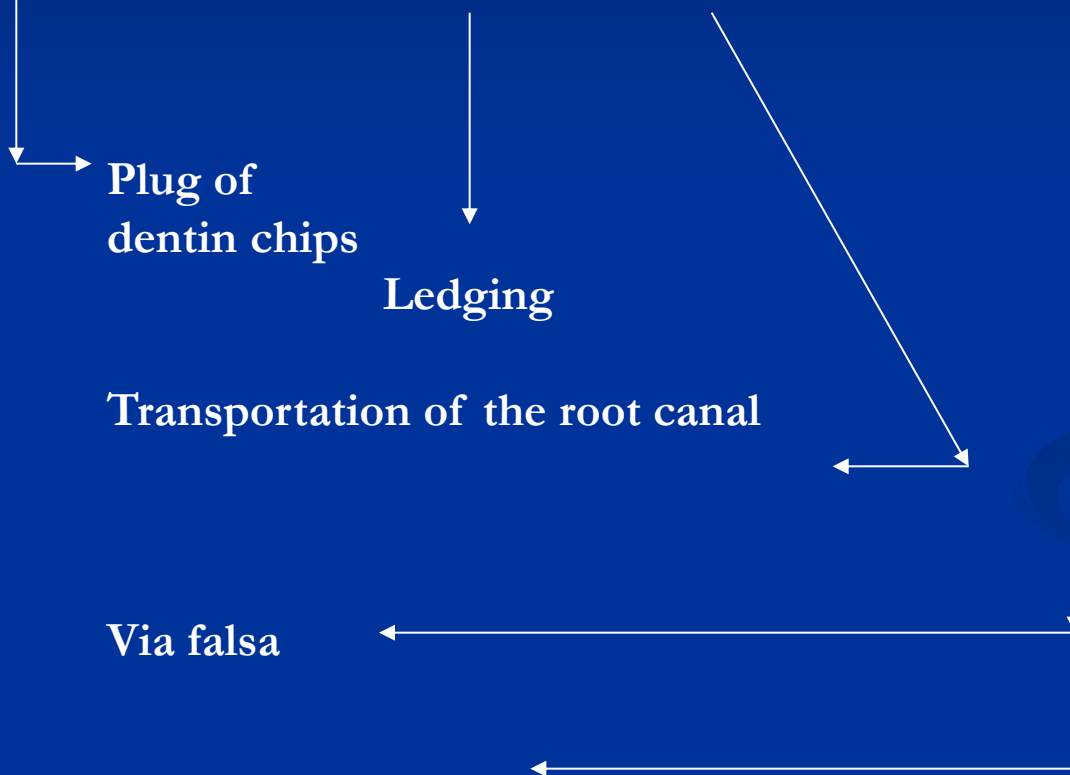 Plug of
dentin chips
Ledging
Transportation of the root canal
Via falsa